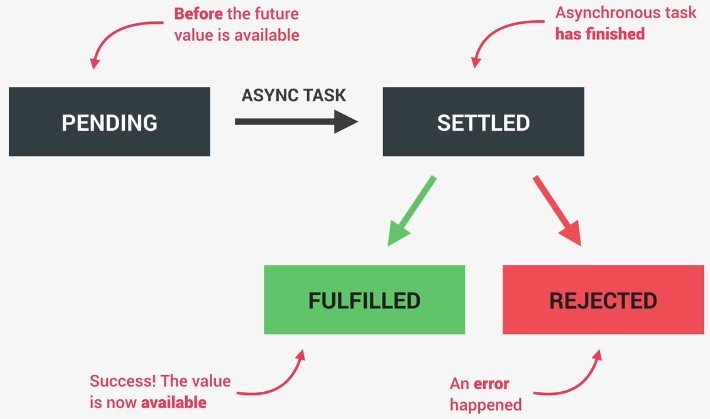 Before the future
value is available
Asynchronous task
has finished
ASYNC TASK
PENDING
SETTLED
FULFILLED
REJECTED
Success! The value
is now available
An error
happened